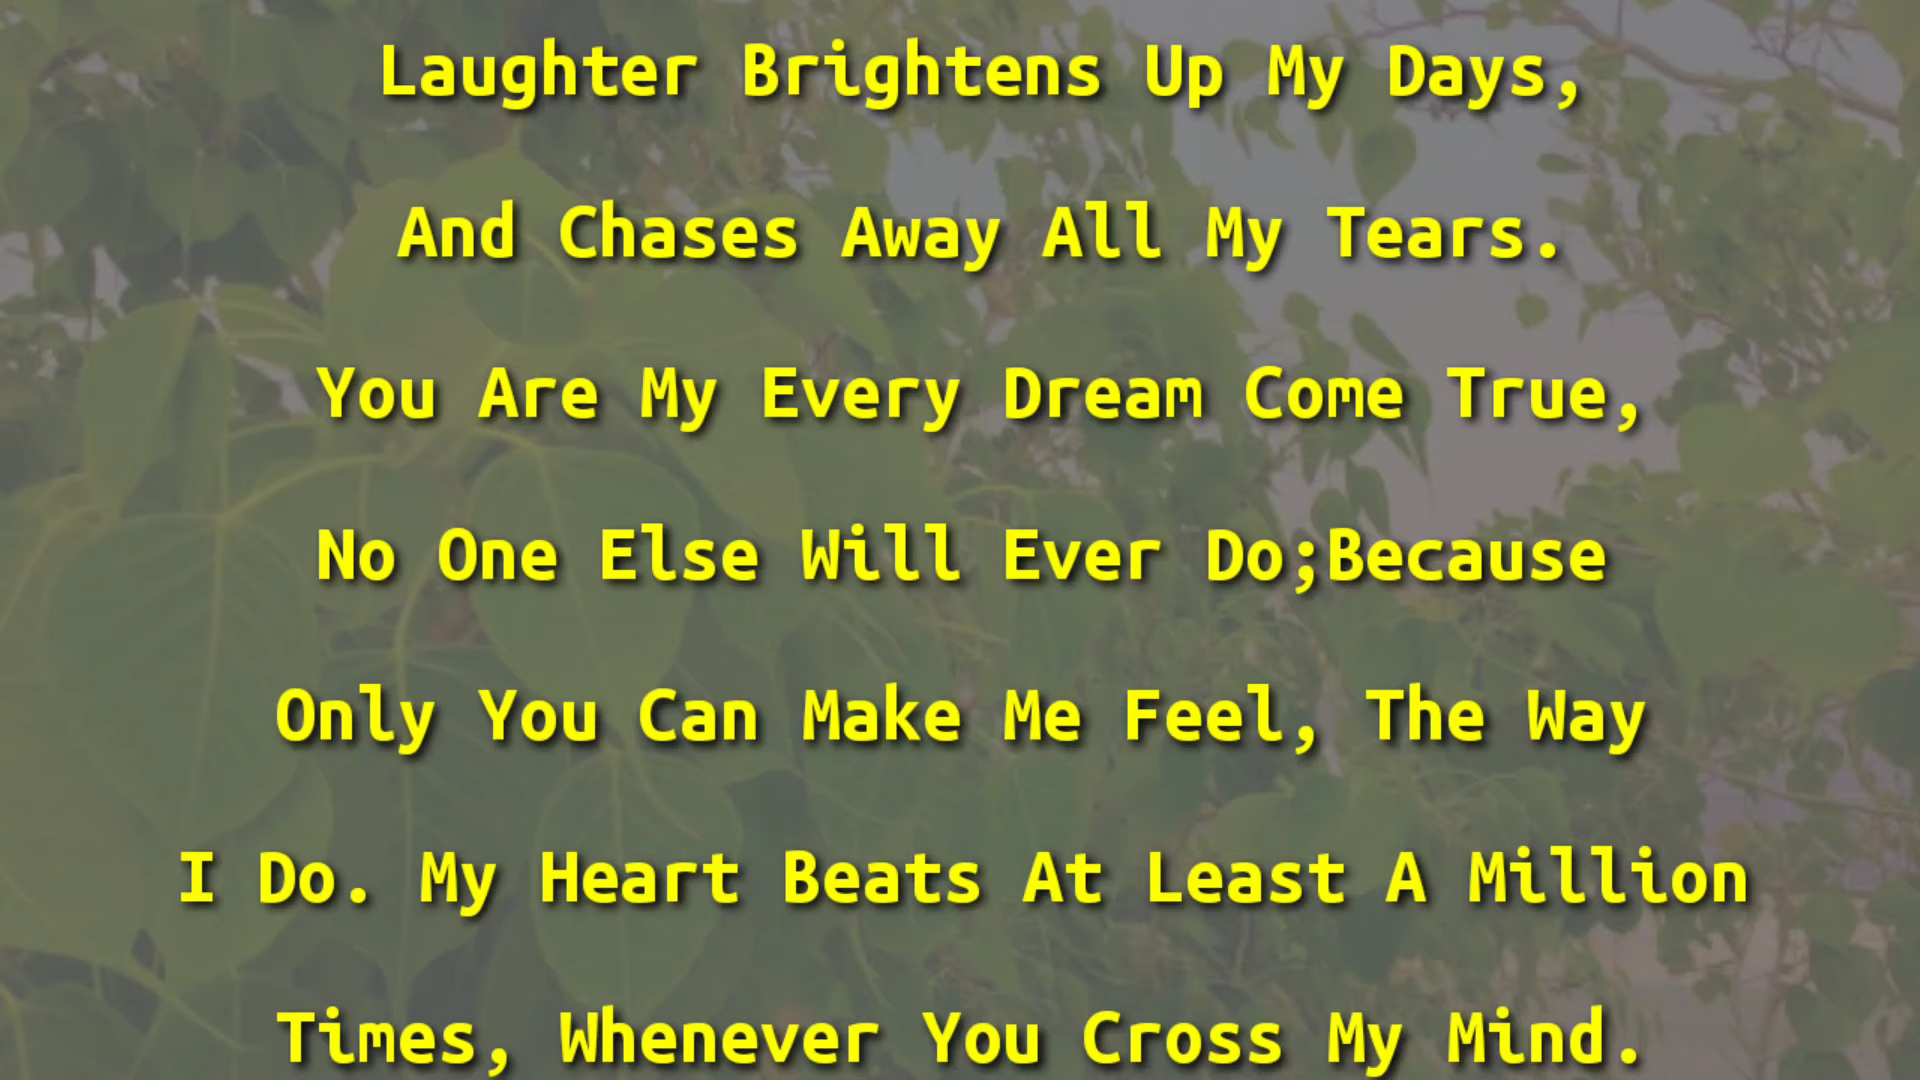 Laughter Brightens Up My Days,
And Chases Away All My Tears.
You Are My Every Dream Come True,
No One Else Will Ever Do;Because
Only You Can Make Me Feel, The Way
I Do. My Heart Beats At Least A Million
Times, Whenever You Cross My Mind.